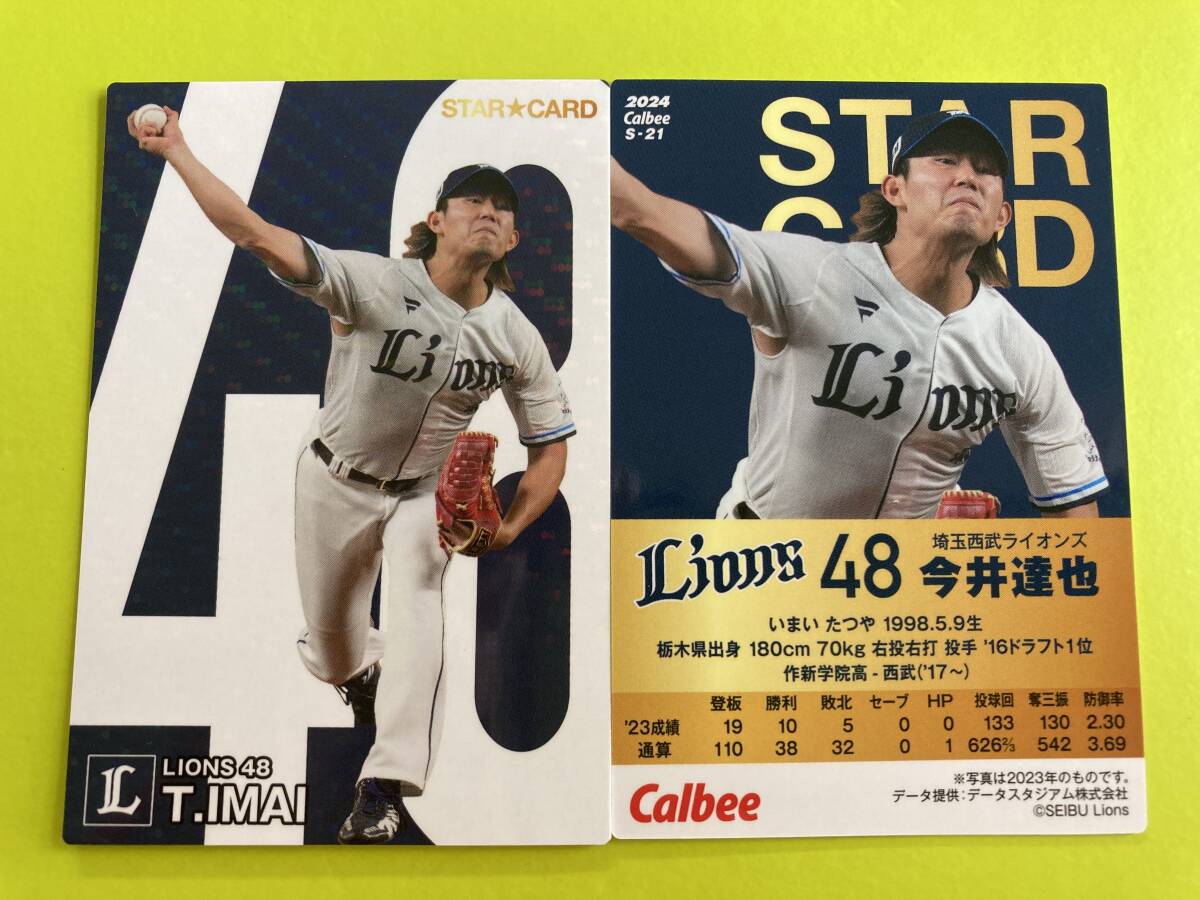 48
STAR★CARD
Lions
LIONS 48
T.IMAI
L
2024
Calbee
S-21
STAR
CARD
Lions
Lions 48 埼玉西武ライオンズ
今井達也
いまい たつや 1998.5.9生
栃木県出身 180cm 70kg 右投右打 投手 '16ドラフト1位
作新学院高 - 西武('17〜)
登板 勝利 敗北 セーブ HP 投球回 奪三振 防御率
'23成績 19 10 5 0 0 133 130 2.30
通算 110 38 32 0 1 626⅔ 542 3.69
Calbee
※写真は2023年のものです。
データ提供:データスタジアム株式会社
©SEIBU Lions